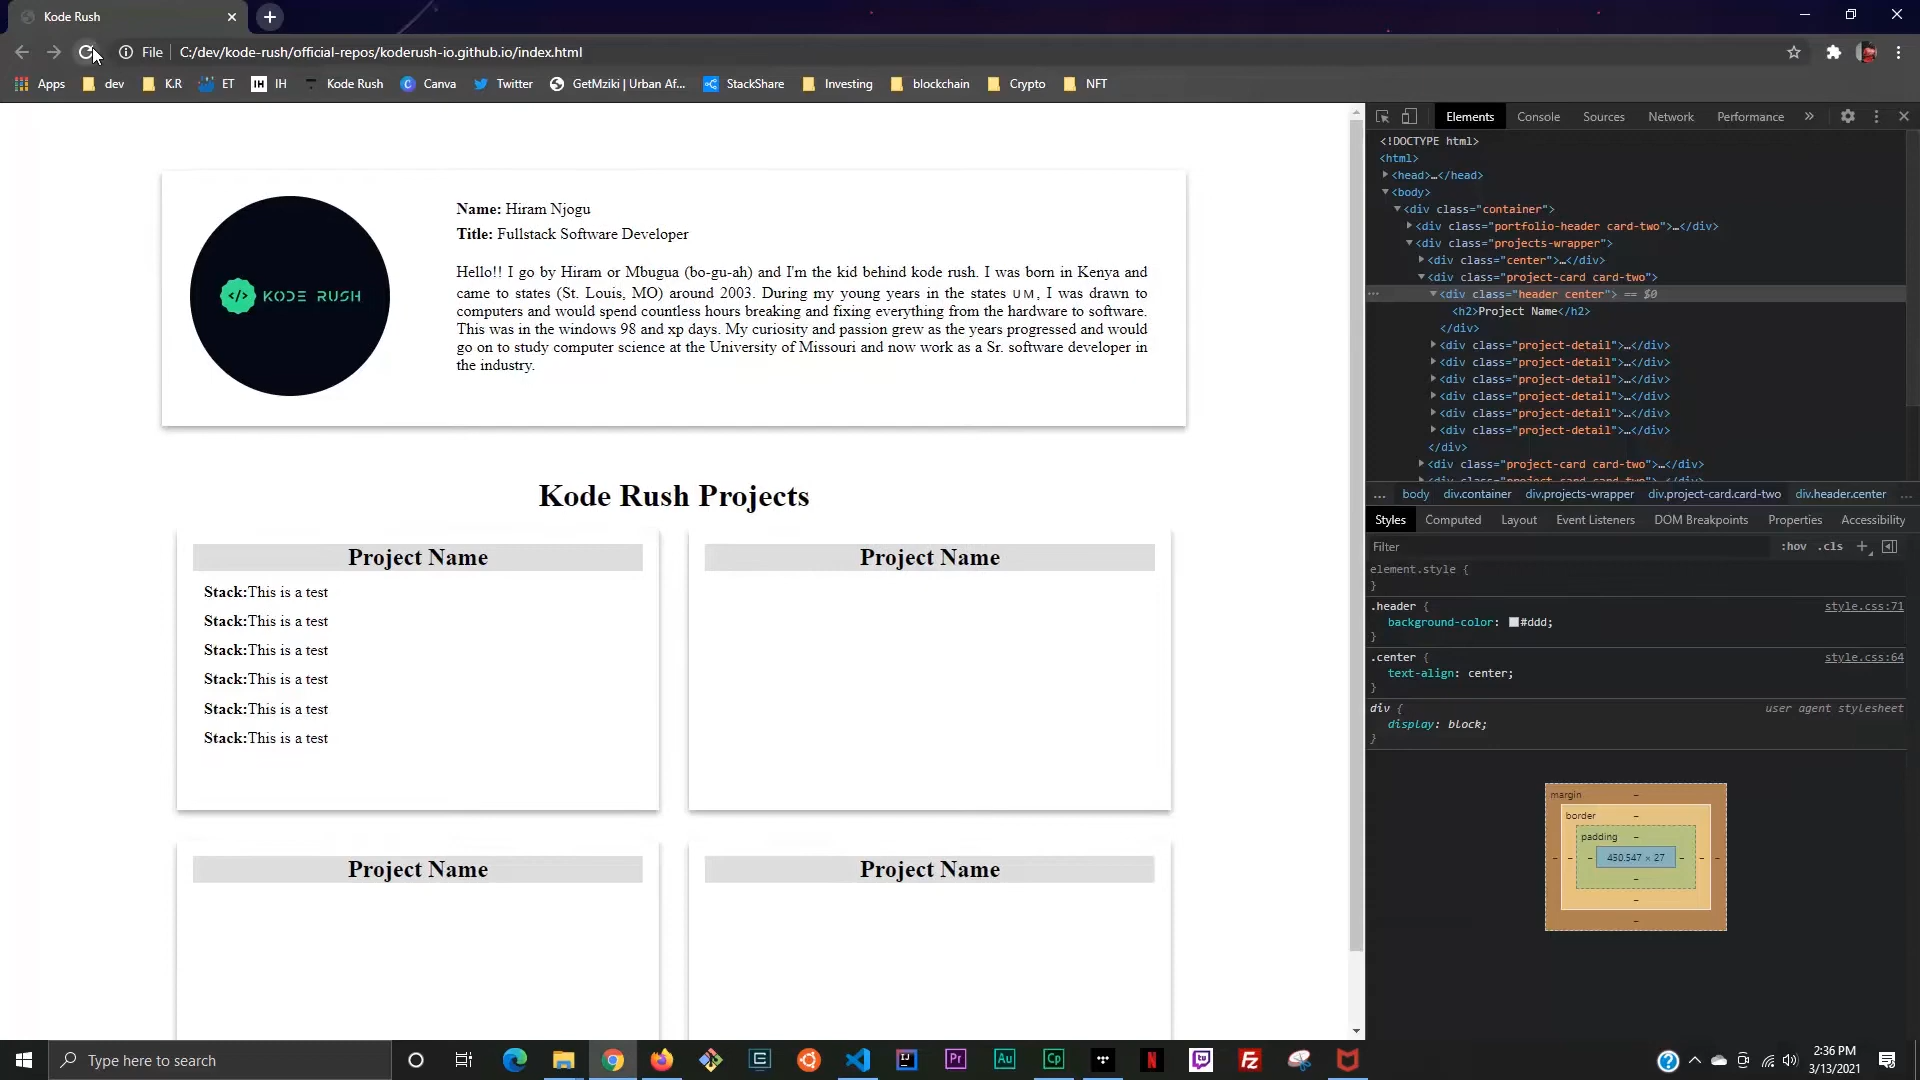 Kode Rush
File C:/dev/kode-rush/official-repos/koderush-io.github.io/index.html
Apps dev K.R ET IH IH Kode Rush Canva Twitter GetMziki | Urban Af... StackShare Investing blockchain Crypto NFT
</> KODE RUSH
Name: Hiram Njogu
Title: Fullstack Software Developer
Hello!! I go by Hiram or Mbugua (bo-gu-ah) and I'm the kid behind kode rush. I was born in Kenya and
came to states (St. Louis, MO) around 2003. During my young years in the states ᴜᴍ, I was drawn to
computers and would spend countless hours breaking and fixing everything from the hardware to software.
This was in the windows 98 and xp days. My curiosity and passion grew as the years progressed and would
go on to study computer science at the University of Missouri and now work as a Sr. software developer in
the industry.
Kode Rush Projects
Project Name
Stack:This is a test
Stack:This is a test
Stack:This is a test
Stack:This is a test
Stack:This is a test
Stack:This is a test
Project Name
Project Name
Project Name
Elements Console Sources Network Performance »
<!DOCTYPE html>
<html>
<head>…</head>
<body>
<div class="container">
<div class="portfolio-header card-two">…</div>
<div class="projects-wrapper">
<div class="center">…</div>
<div class="project-card card-two">
… <div class="header center"> == $0
<h2>Project Name</h2>
</div>
<div class="project-detail">…</div>
<div class="project-detail">…</div>
<div class="project-detail">…</div>
<div class="project-detail">…</div>
<div class="project-detail">…</div>
<div class="project-detail">…</div>
</div>
<div class="project-card card-two">…</div>
<div class="project-card card-two">…</div>
... body div.container div.projects-wrapper div.project-card.card-two div.header.center ...
Styles Computed Layout Event Listeners DOM Breakpoints Properties Accessibility
Filter :hov .cls +
element.style {
}
.header { style.css:71
background-color: #ddd;
}
.center { style.css:64
text-align: center;
}
div { user agent stylesheet
display: block;
}
margin –
border –
padding –
– – – 450.547 × 27 – – –
–
–
–
Type here to search
Pr Au Cp N Fz
2:36 PM
3/13/2021